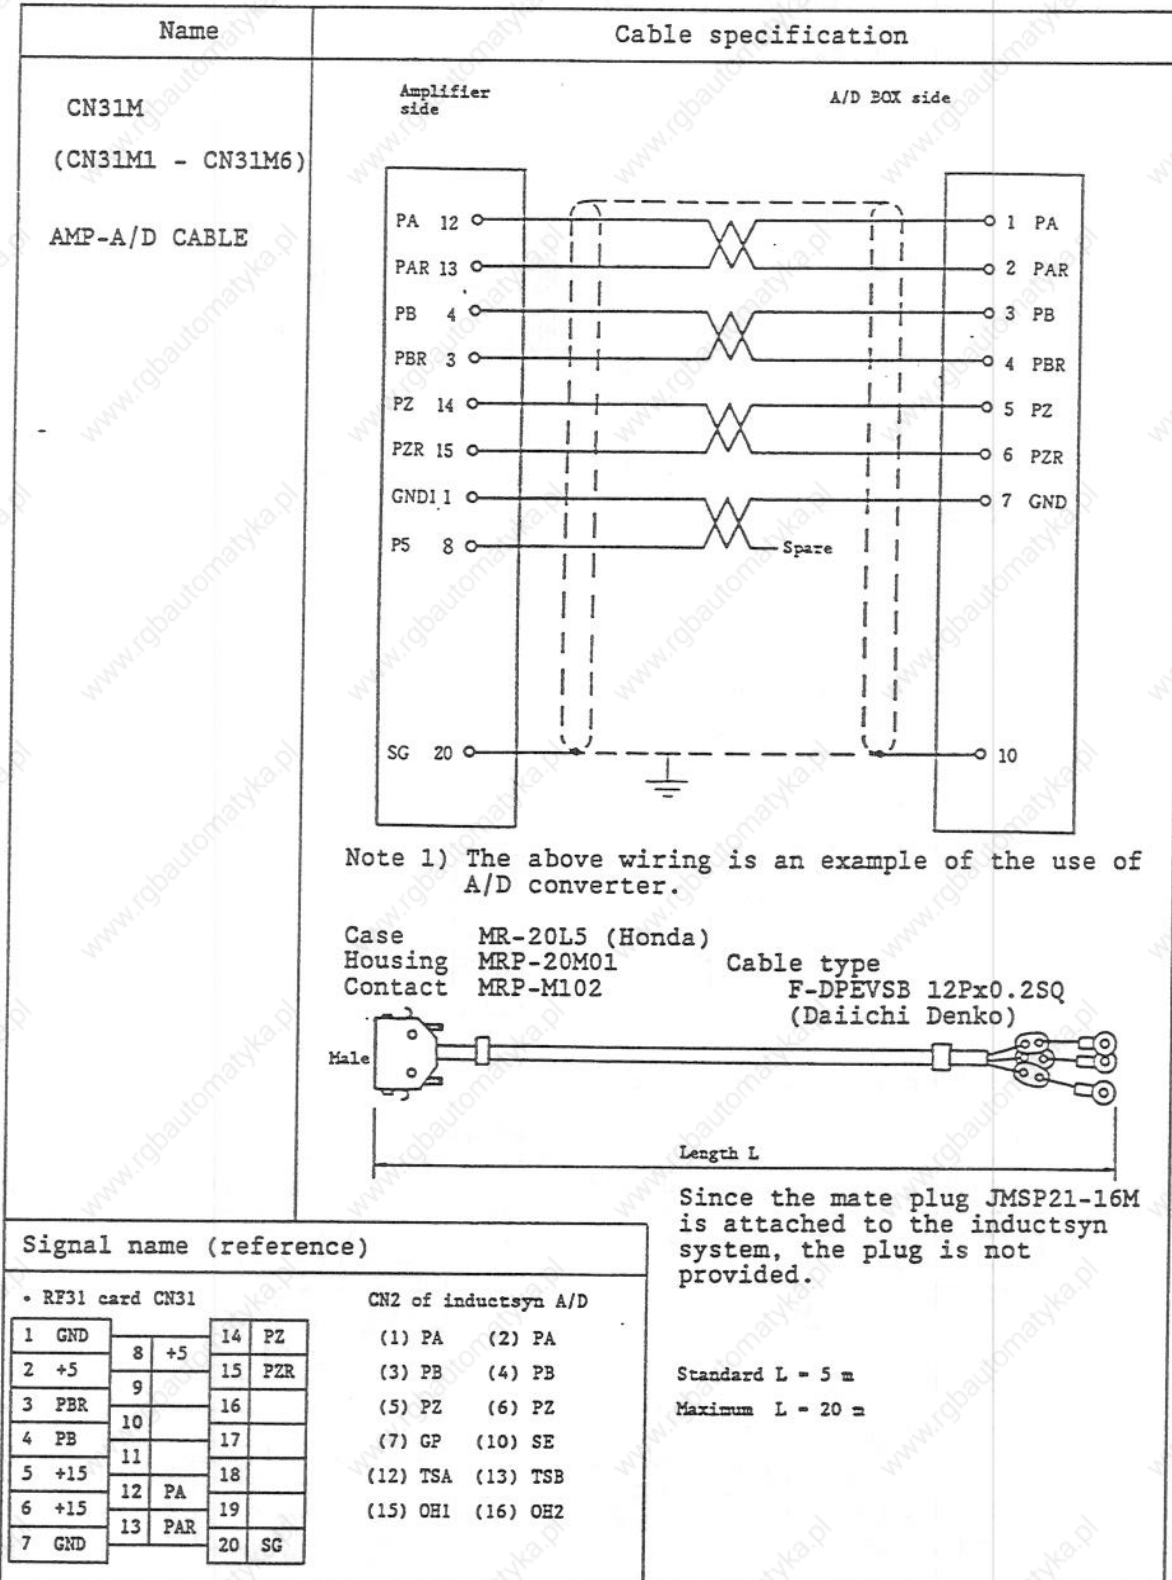 Name
Cable specification
CN31M
(CN31M1 - CN31M6)
AMP-A/D CABLE
Amplifier
side
A/D BOX side
PA 12
1 PA
PAR 13
2 PAR
PB 4
3 PB
PBR 3
4 PBR
PZ 14
5 PZ
PZR 15
6 PZR
GND1 1
7 GND
P5 8
Spare
SG 20
10
Note 1) The above wiring is an example of the use of
A/D converter.
Case MR-20L5 (Honda)
Housing MRP-20M01
Contact MRP-M102
Cable type
F-DPEVSB 12Px0.2SQ
(Daiichi Denko)
Male
Length L
Since the mate plug JMSP21-16M
is attached to the inductsyn
system, the plug is not
provided.
Standard L = 5 m
Maximum L = 20 m
Signal name (reference)
• RF31 card CN31
1 GND
2 +5
3 PBR
4 PB
5 +15
6 +15
7 GND
8 +5
9
10
11
12 PA
13 PAR
14 PZ
15 PZR
16
17
18
19
20 SG
CN2 of inductsyn A/D
(1) PA (2) PA
(3) PB (4) PB
(5) PZ (6) PZ
(7) GP (10) SE
(12) TSA (13) TSB
(15) OH1 (16) OH2
www.rgbautomatyka.pl